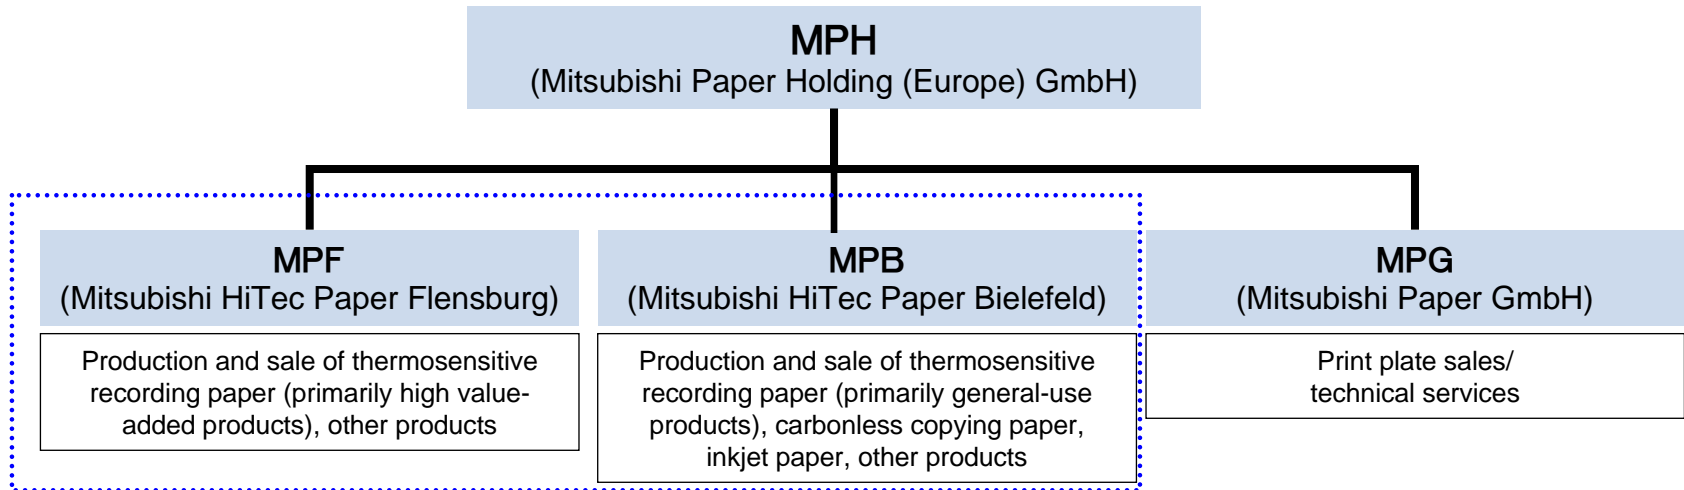 MPH
(Mitsubishi Paper Holding (Europe) GmbH)
MPF
(Mitsubishi HiTec Paper Flensburg)
Production and sale of thermosensitive
recording paper (primarily high value-
added products), other products
MPB
(Mitsubishi HiTec Paper Bielefeld)
Production and sale of thermosensitive
recording paper (primarily general-use
products), carbonless copying paper,
inkjet paper, other products
MPG
(Mitsubishi Paper GmbH)
Print plate sales/
technical services